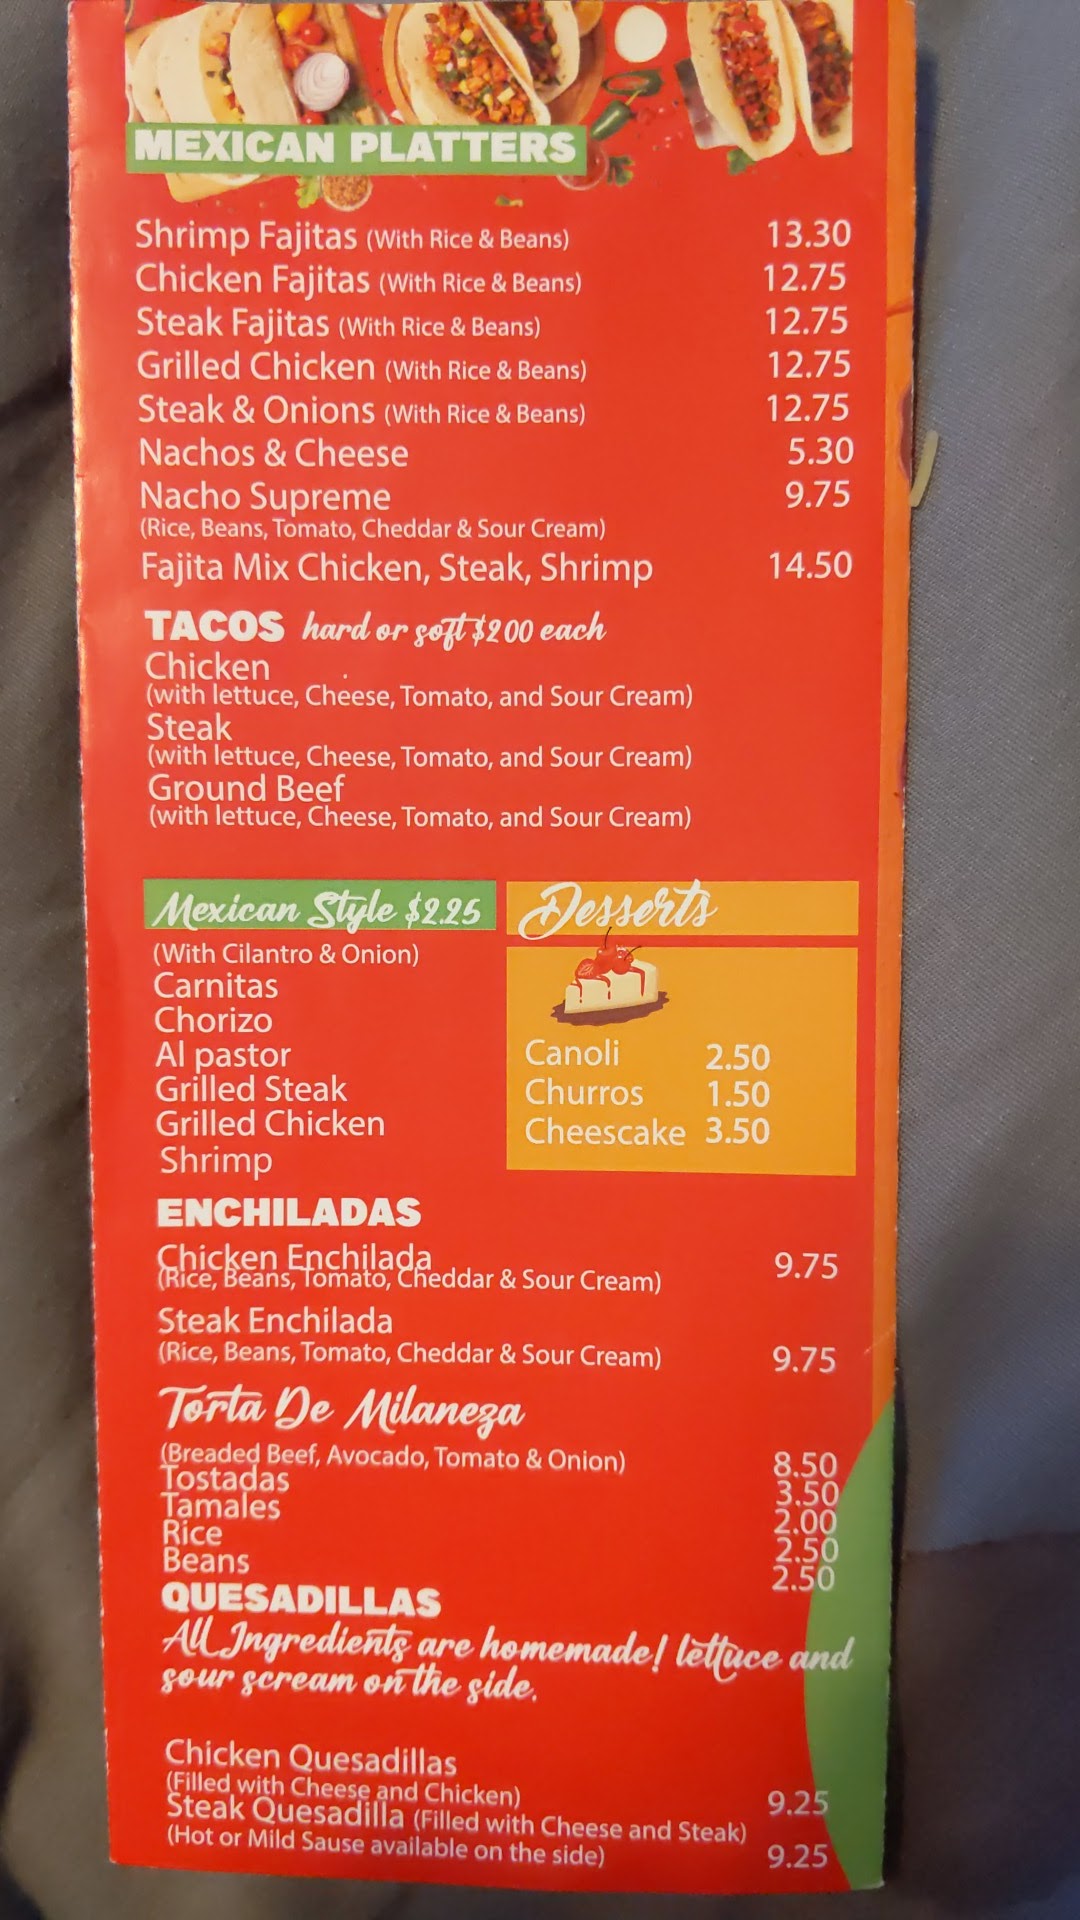 MEXICAN PLATTERS
Shrimp Fajitas (With Rice & Beans) 13.30
Chicken Fajitas (With Rice & Beans) 12.75
Steak Fajitas (With Rice & Beans) 12.75
Grilled Chicken (With Rice & Beans) 12.75
Steak & Onions (With Rice & Beans) 12.75
Nachos & Cheese 5.30
Nacho Supreme 9.75
(Rice, Beans, Tomato, Cheddar & Sour Cream)
Fajita Mix Chicken, Steak, Shrimp 14.50
TACOS hard or soft $2.00 each
Chicken
(with lettuce, Cheese, Tomato, and Sour Cream)
Steak
(with lettuce, Cheese, Tomato, and Sour Cream)
Ground Beef
(with lettuce, Cheese, Tomato, and Sour Cream)
Mexican Style $2.25
(With Cilantro & Onion)
Carnitas
Chorizo
Al pastor
Grilled Steak
Grilled Chicken
Shrimp
Desserts
Canoli 2.50
Churros 1.50
Cheescake 3.50
ENCHILADAS
Chicken Enchilada 9.75
(Rice, Beans, Tomato, Cheddar & Sour Cream)
Steak Enchilada
(Rice, Beans, Tomato, Cheddar & Sour Cream) 9.75
Torta De Milaneza
(Breaded Beef, Avocado, Tomato & Onion) 8.50
Tostadas 3.50
Tamales 2.00
Rice 2.50
Beans 2.50
QUESADILLAS
All Ingredients are homemade! lettuce and
sour scream on the side.
Chicken Quesadillas
(Filled with Cheese and Chicken) 9.25
Steak Quesadilla (Filled with Cheese and Steak)
(Hot or Mild Sause available on the side) 9.25